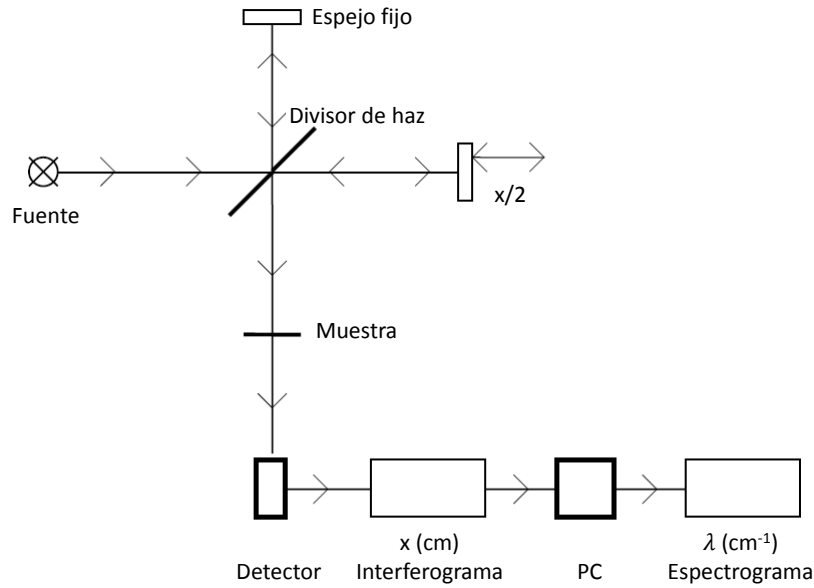 Espejo fijo
Divisor de haz
Fuente
x/2
Muestra
x (cm)
λ (cm⁻¹)
Detector
Interferograma
PC
Espectrograma